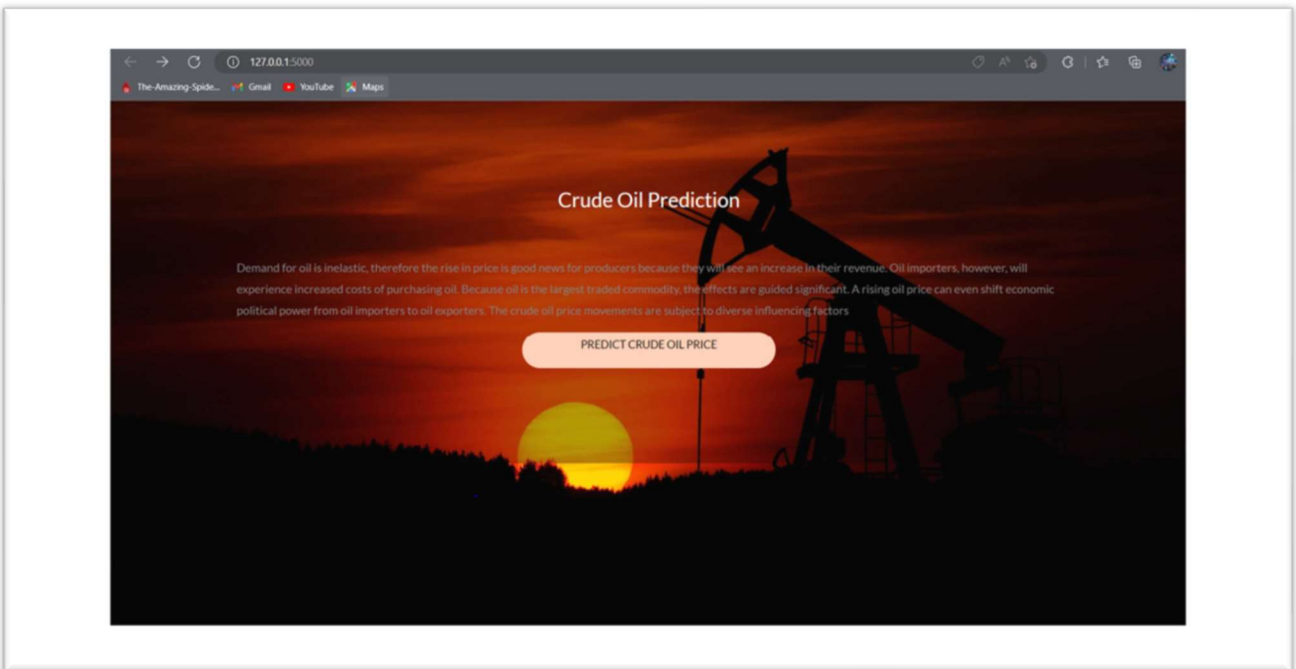 127.0.0.1:5000
The-Amazing-Spide... Gmail YouTube Maps
Crude Oil Prediction
Demand for oil is inelastic, therefore the rise in price is good news for producers because they will see an increase in their revenue. Oil importers, however, will
experience increased costs of purchasing oil. Because oil is the largest traded commodity, the effects are guided significant. A rising oil price can even shift economic
political power from oil importers to oil exporters. The crude oil price movements are subject to diverse influencing factors
PREDICT CRUDE OIL PRICE